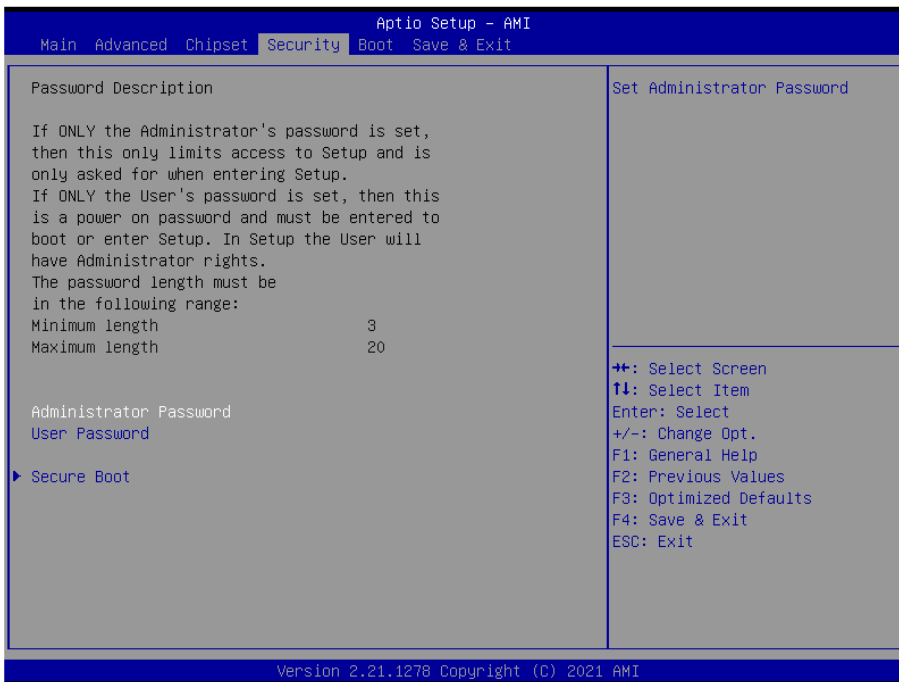 Aptio Setup – AMI
Main Advanced Chipset Security Boot Save & Exit
Password Description
If ONLY the Administrator's password is set,
then this only limits access to Setup and is
only asked for when entering Setup.
If ONLY the User's password is set, then this
is a power on password and must be entered to
boot or enter Setup. In Setup the User will
have Administrator rights.
The password length must be
in the following range:
Minimum length 3
Maximum length 20
Administrator Password
User Password
Secure Boot
Set Administrator Password
→←: Select Screen
↑↓: Select Item
Enter: Select
+/-: Change Opt.
F1: General Help
F2: Previous Values
F3: Optimized Defaults
F4: Save & Exit
ESC: Exit
Version 2.21.1278 Copyright (C) 2021 AMI